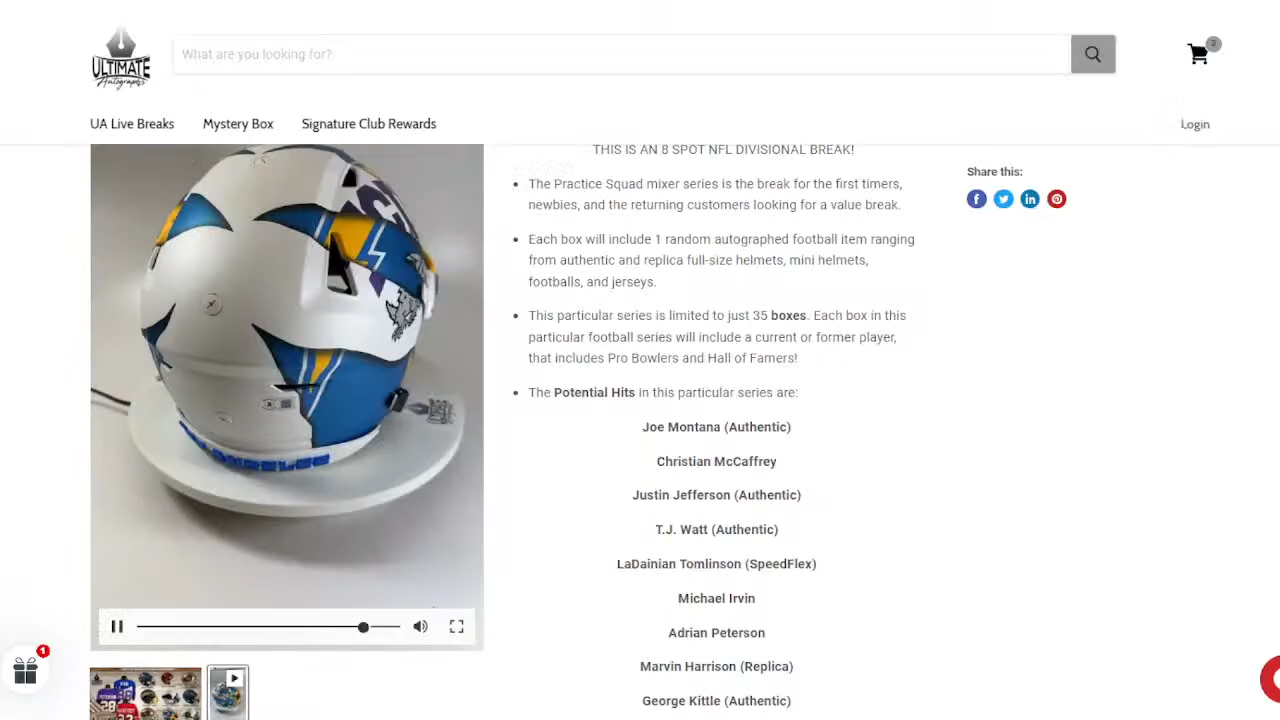 ULTIMATE
Autographs
What are you looking for?
3
UA Live Breaks
Mystery Box
Signature Club Rewards
Login
THIS IS AN 8 SPOT NFL DIVISIONAL BREAK!
The Practice Squad mixer series is the break for the first timers,
newbies, and the returning customers looking for a value break.
Each box will include 1 random autographed football item ranging
from authentic and replica full-size helmets, mini helmets,
footballs, and jerseys.
This particular series is limited to just 35 boxes. Each box in this
particular football series will include a current or former player,
that includes Pro Bowlers and Hall of Famers!
The Potential Hits in this particular series are:
Joe Montana (Authentic)
Christian McCaffrey
Justin Jefferson (Authentic)
T.J. Watt (Authentic)
LaDainian Tomlinson (SpeedFlex)
Michael Irvin
Adrian Peterson
Marvin Harrison (Replica)
George Kittle (Authentic)
Share this:
1